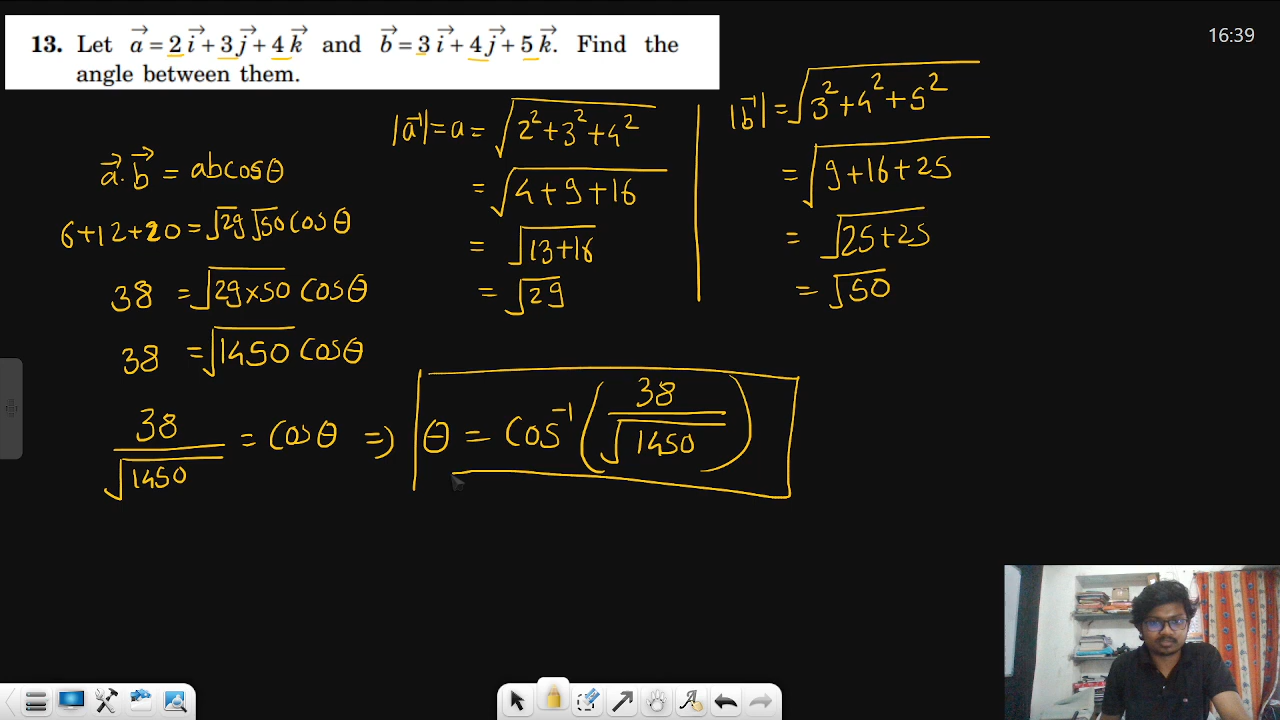 16:39
13. Let a⃗ = 2 i⃗ + 3 j⃗ + 4 k⃗ and b⃗ = 3 i⃗ + 4 j⃗ + 5 k⃗. Find the
angle between them.
a⃗ . b⃗ = ab cosθ
6+12+20 = √29 √50 cosθ
38 = √29×50 cosθ
38 = √1450 cosθ
38/√1450 = cosθ ⇒ θ = cos⁻¹(38/√1450)
|a⃗| = a = √2²+3²+4²
= √4+9+16
= √13+16
= √29
|b⃗| = √3²+4²+5²
= √9+16+25
= √25+25
= √50